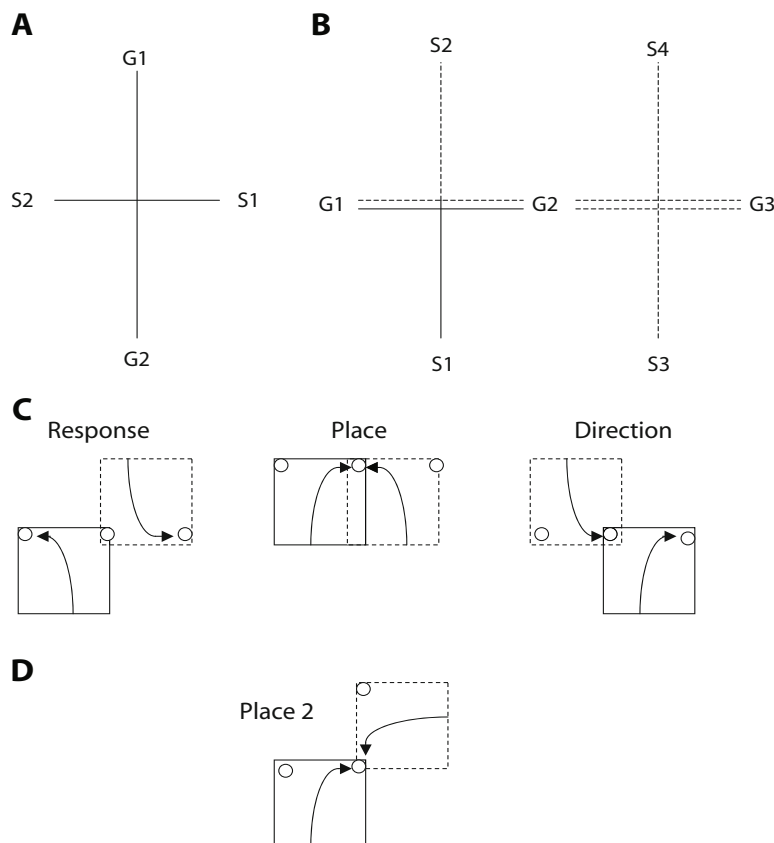 A
B
G1
S2
S1
G2
S2
S4
G1
G2
G3
S1
S3
C
Response
Place
Direction
D
Place 2